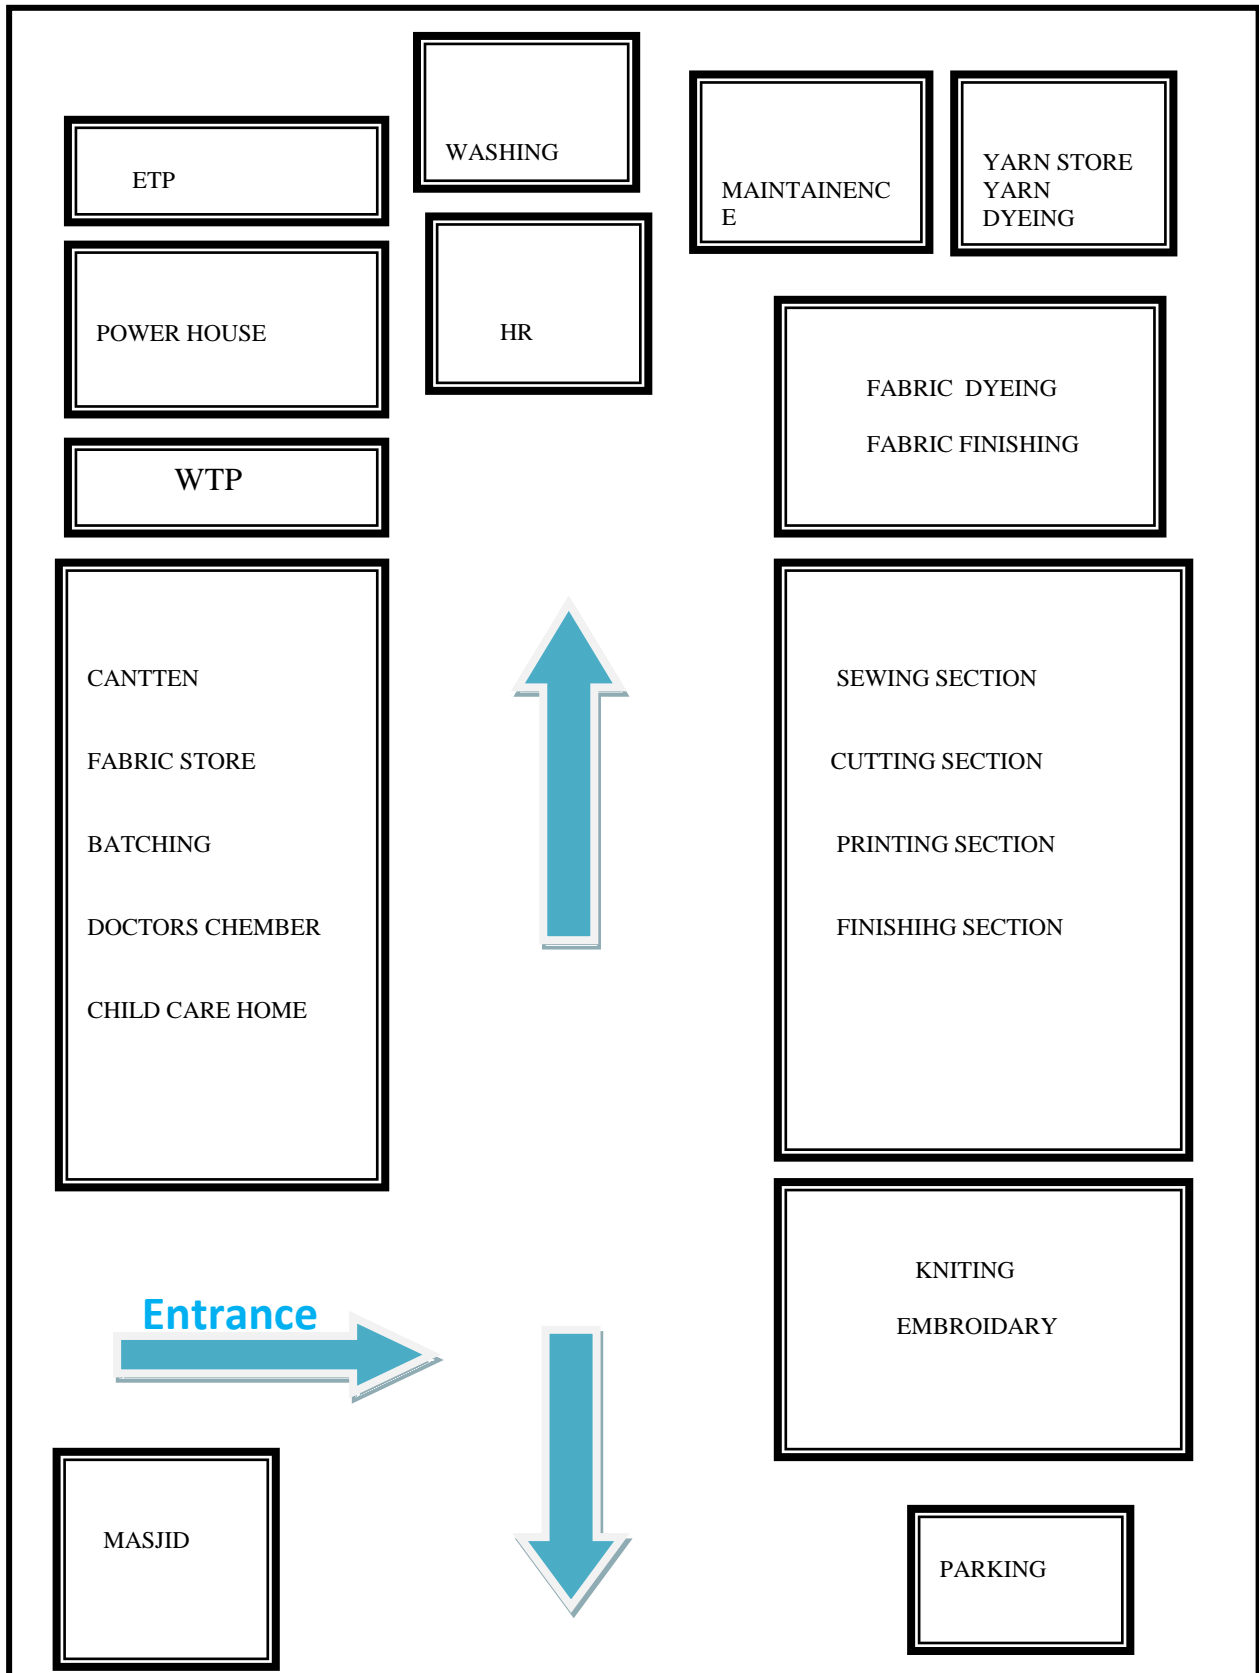 WASHING
ETP
MAINTAINENC
E
YARN STORE
YARN
DYEING
POWER HOUSE
HR
FABRIC DYEING
FABRIC FINISHING
WTP
CANTTEN
FABRIC STORE
BATCHING
DOCTORS CHEMBER
CHILD CARE HOME
SEWING SECTION
CUTTING SECTION
PRINTING SECTION
FINISHIHG SECTION
KNITING
EMBROIDARY
Entrance
MASJID
PARKING